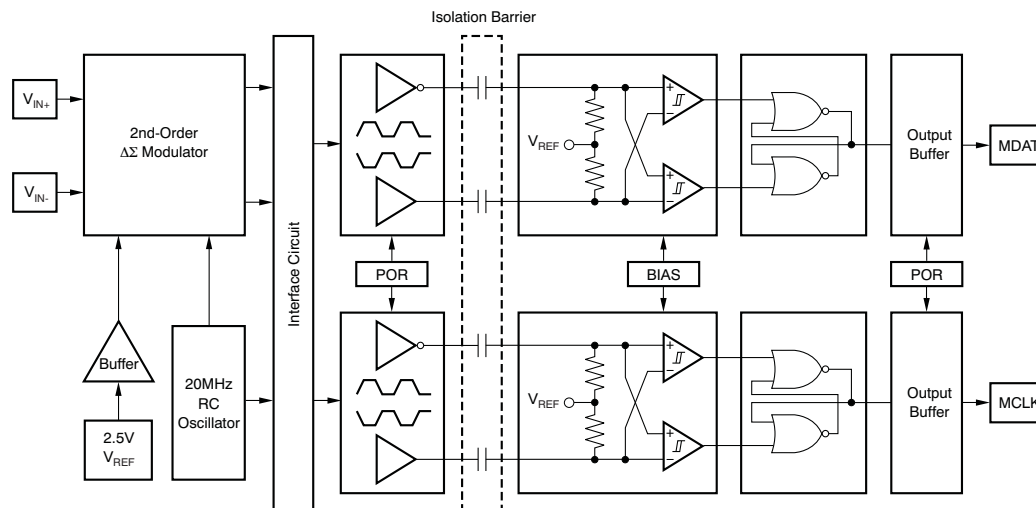 Isolation Barrier
V_IN+
2nd-Order
ΔΣ Modulator
V_IN-
Interface Circuit
V_REF
Output
Buffer
MDAT
POR
BIAS
POR
Buffer
20MHz
RC
Oscillator
2.5V
V_REF
V_REF
Output
Buffer
MCLK
+
−
+
−
+
−
+
−